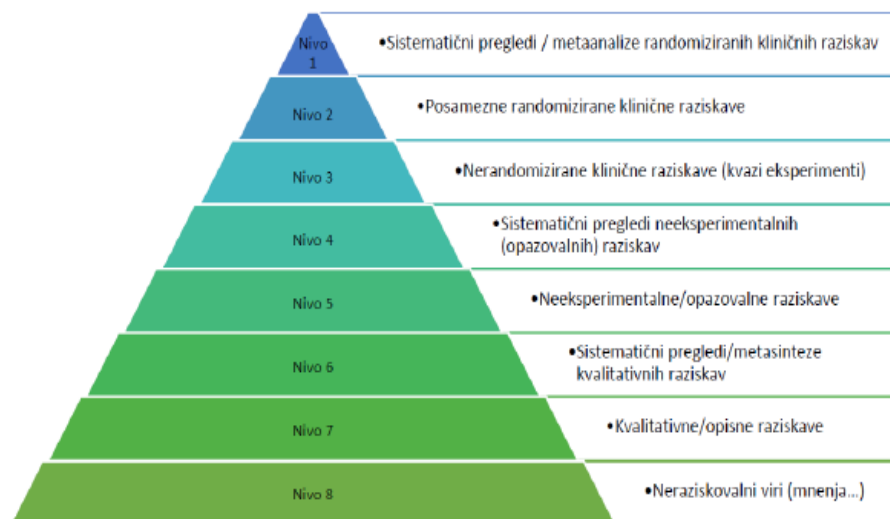 Nivo
1
•Sistematični pregledi / metaanalize randomiziranih kliničnih raziskav
Nivo 2
•Posamezne randomizirane klinične raziskave
Nivo 3
•Nerandomizirane klinične raziskave (kvazi eksperimenti)
Nivo 4
•Sistematični pregledi neeksperimentalnih
(opazovalnih) raziskav
Nivo 5
•Neeksperimentalne/opazovalne raziskave
Nivo 6
•Sistematični pregledi/metasinteze
kvalitativnih raziskav
Nivo 7
•Kvalitativne/opisne raziskave
Nivo 8
•Neraziskovalni viri (mnenja...)